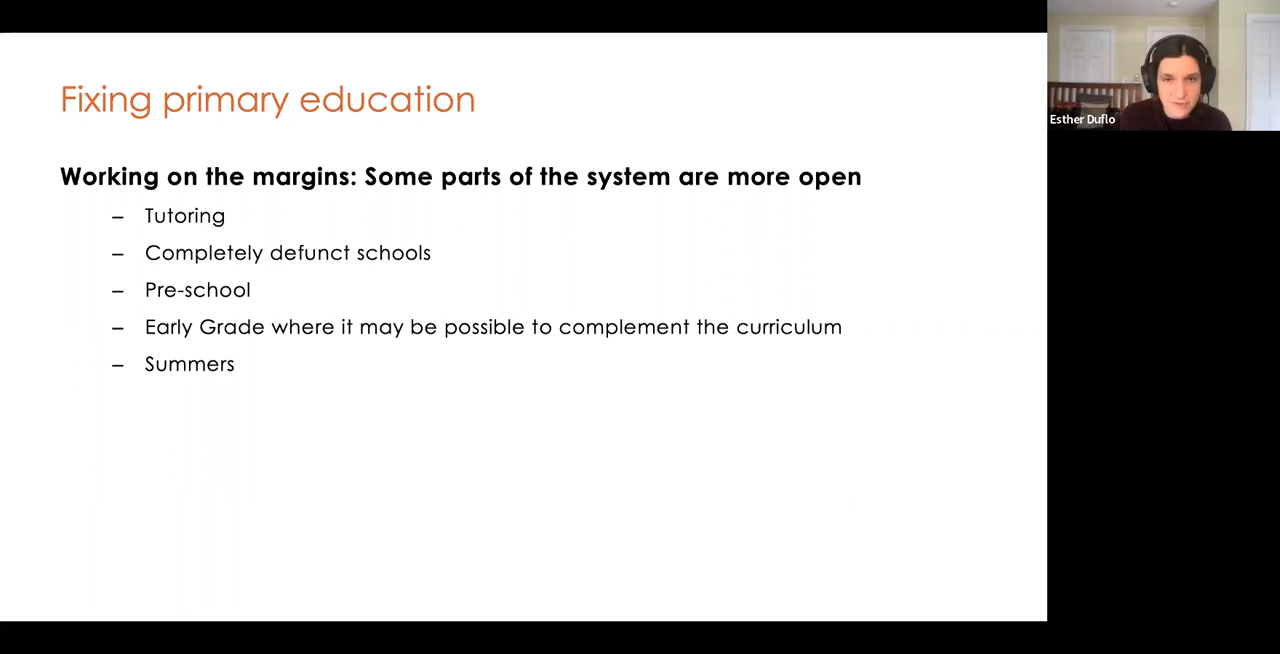 Fixing primary education
Working on the margins: Some parts of the system are more open
– Tutoring
– Completely defunct schools
– Pre-school
– Early Grade where it may be possible to complement the curriculum
– Summers
Esther Duflo